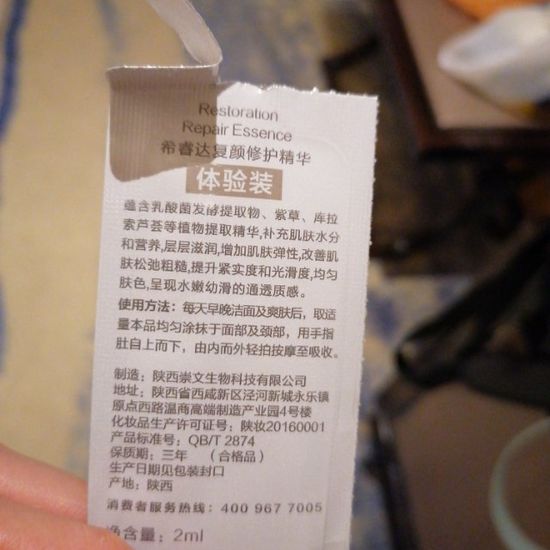 Restoration
Repair Essence
希睿达复颜修护精华
体验装
蕴含乳酸菌发酵提取物、紫草、库拉
索芦荟等植物提取精华,补充肌肤水分
和营养,层层滋润,增加肌肤弹性,改善肌
肤松弛粗糙,提升紧实度和光滑度,均匀
肤色,呈现水嫩幼滑的通透质感。
使用方法：每天早晚洁面及爽肤后，取适
量本品均匀涂抹于面部及颈部，用手指
肚自上而下，由内而外轻拍按摩至吸收。
制造：陕西崇文生物科技有限公司
地址：陕西省西咸新区泾河新城永乐镇
原点西路温商高端制造产业园4号楼
化妆品生产许可证号：陕妆20160001
产品标准号：QB/T 2874
保质期：三年 （合格品）
生产日期见包装封口
产地：陕西
消费者服务热线：400 967 7005
净含量：2ml